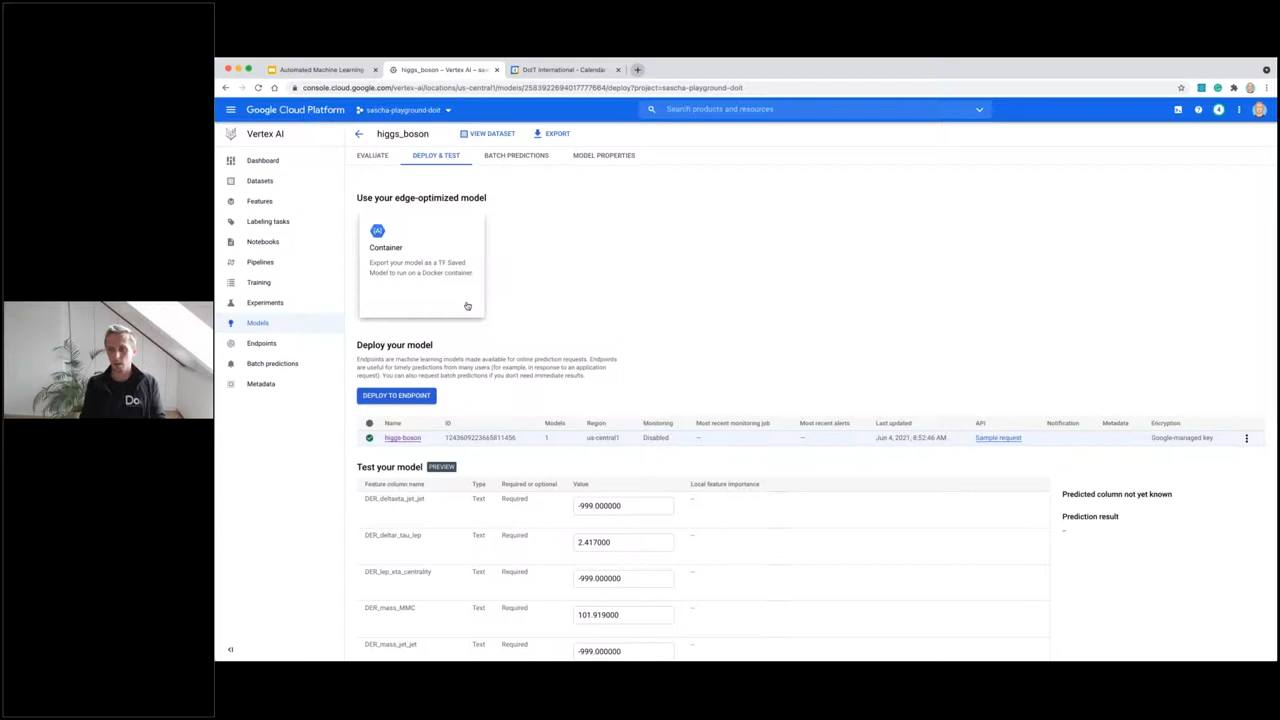 Automated Machine Learning
higgs_boson – Vertex AI – sas
DoIT International - Calendar
console.cloud.google.com/vertex-ai/locations/us-central1/models/2583922694017777664/deploy?project=sascha-playground-doit
Google Cloud Platform
sascha-playground-doit
Search products and resources
4
Vertex AI
higgs_boson
VIEW DATASET
EXPORT
Dashboard
Datasets
Features
Labeling tasks
Notebooks
Pipelines
Training
Experiments
Models
Endpoints
Batch predictions
Metadata
EVALUATE
DEPLOY & TEST
BATCH PREDICTIONS
MODEL PROPERTIES
Use your edge-optimized model
Container
Export your model as a TF Saved
Model to run on a Docker container.
Deploy your model
Endpoints are machine learning models made available for online prediction requests. Endpoints
are useful for timely predictions from many users (for example, in response to an application
request). You can also request batch predictions if you don't need immediate results.
DEPLOY TO ENDPOINT
Name ID Models Region Monitoring Most recent monitoring job Most recent alerts Last updated API Notification Metadata Encryption
higgs-boson 1243609223665811456 1 us-central1 Disabled – – Jun 4, 2021, 8:52:46 AM Sample request Google-managed key
Test your model PREVIEW
Feature column name Type Required or optional Value Local feature importance
DER_deltaeta_jet_jet Text Required -999.000000 –
DER_deltar_tau_lep Text Required 2.417000 –
DER_lep_eta_centrality Text Required -999.000000 –
DER_mass_MMC Text Required 101.919000 –
DER_mass_jet_jet Text Required -999.000000 –
Predicted column not yet known
Prediction result
–
Do